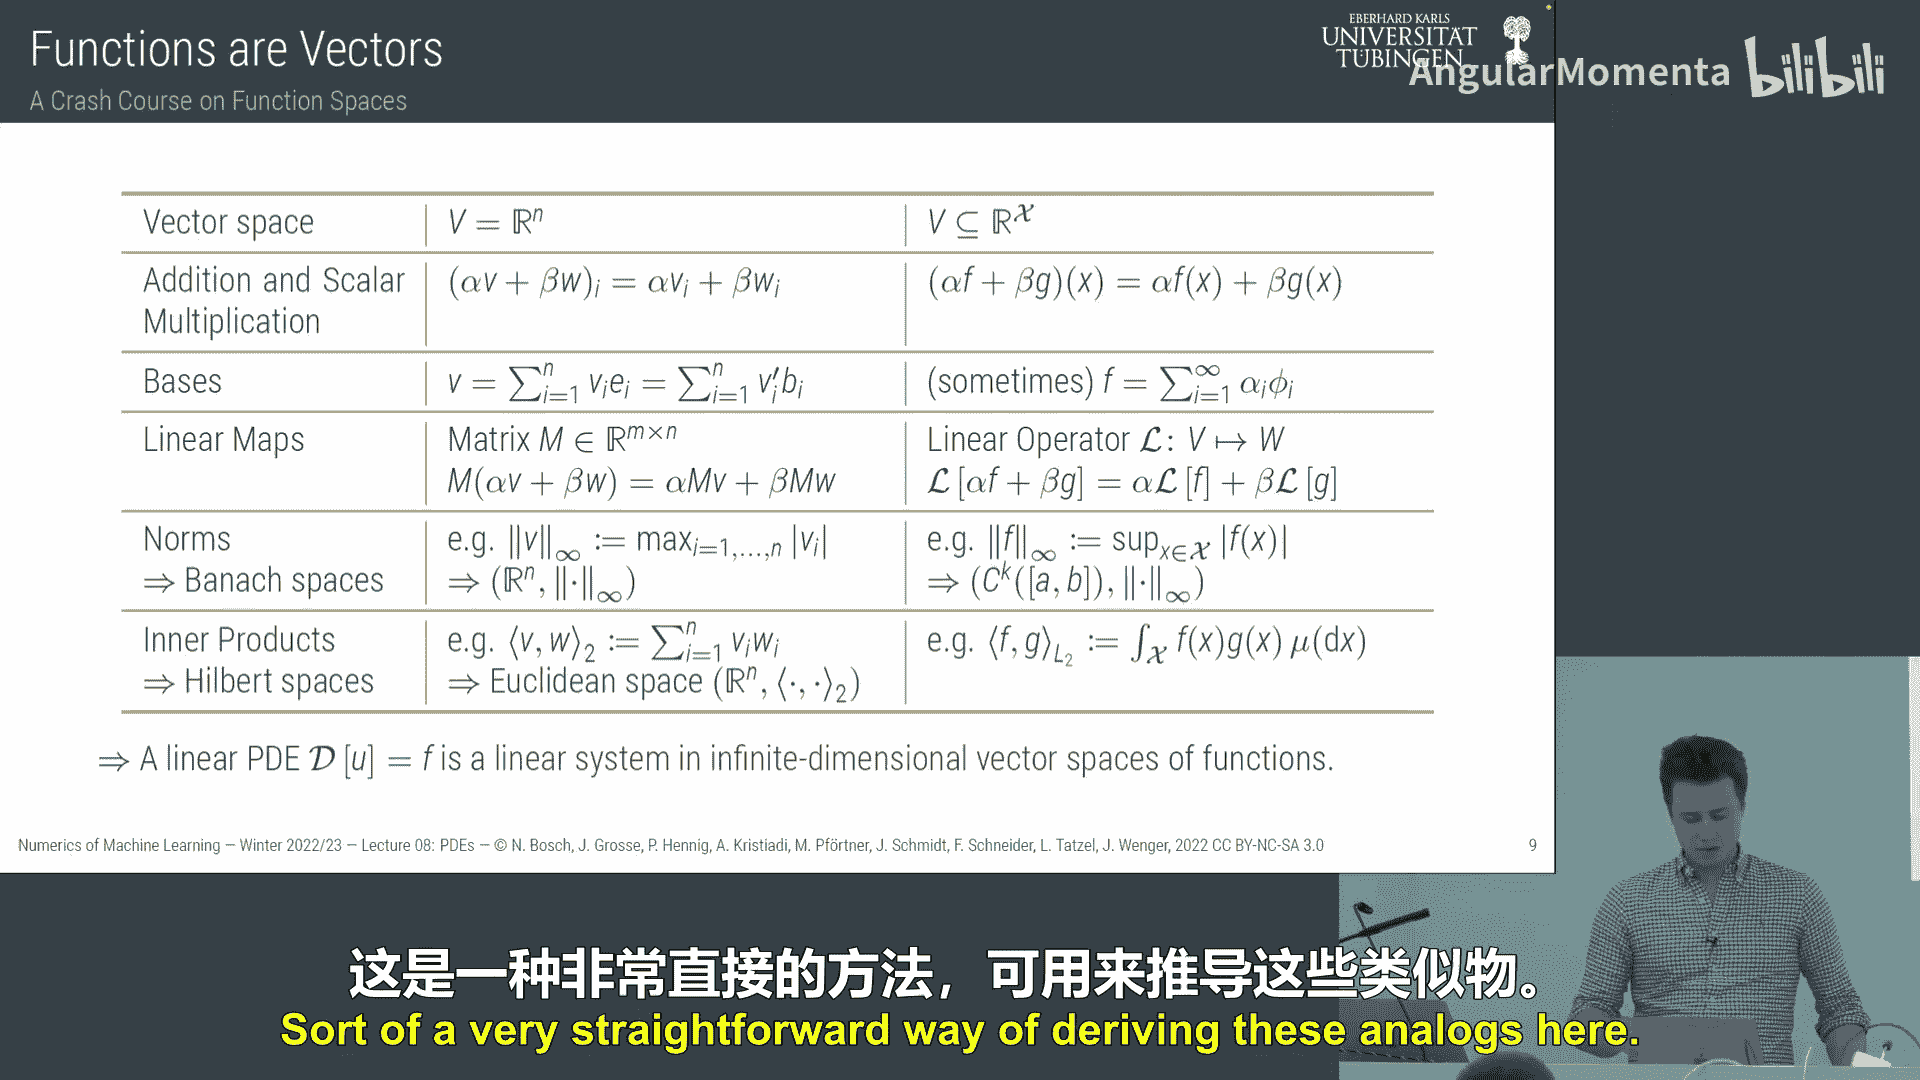 Functions are Vectors
A Crash Course on Function Spaces
EBERHARD KARLS
UNIVERSITÄT
TÜBINGEN
AngularMomenta bilibili
Vector space V = ℝⁿ V ⊆ ℝ^𝒳
Addition and Scalar (αv + βw)ᵢ = αvᵢ + βwᵢ (αf + βg)(x) = αf(x) + βg(x)
Multiplication
Bases v = ∑ⁿᵢ₌₁ vᵢeᵢ = ∑ⁿᵢ₌₁ v′ᵢbᵢ (sometimes) f = ∑^∞ᵢ₌₁ αᵢϕᵢ
Linear Maps Matrix M ∈ ℝ^{m×n} Linear Operator 𝓛: V ↦ W
M(αv + βw) = αMv + βMw 𝓛[αf + βg] = α𝓛[f] + β𝓛[g]
Norms e.g. ‖v‖_∞ := max_{i=1,...,n} |vᵢ| e.g. ‖f‖_∞ := sup_{x∈𝒳} |f(x)|
⇒ Banach spaces ⇒ (ℝⁿ, ‖·‖_∞) ⇒ (Cᵏ([a, b]), ‖·‖_∞)
Inner Products e.g. ⟨v, w⟩₂ := ∑ⁿᵢ₌₁ vᵢwᵢ e.g. ⟨f, g⟩_{L₂} := ∫_𝒳 f(x)g(x) μ(dx)
⇒ Hilbert spaces ⇒ Euclidean space (ℝⁿ, ⟨·, ·⟩₂)
⇒ A linear PDE 𝓓[u] = f is a linear system in infinite-dimensional vector spaces of functions.
Numerics of Machine Learning — Winter 2022/23 — Lecture 08: PDEs — © N. Bosch, J. Grosse, P. Hennig, A. Kristiadi, M. Pförtner, J. Schmidt, F. Schneider, L. Tatzel, J. Wenger, 2022 CC BY-NC-SA 3.0 9
这是一种非常直接的方法，可用来推导这些类似物。
Sort of a very straightforward way of deriving these analogs here.